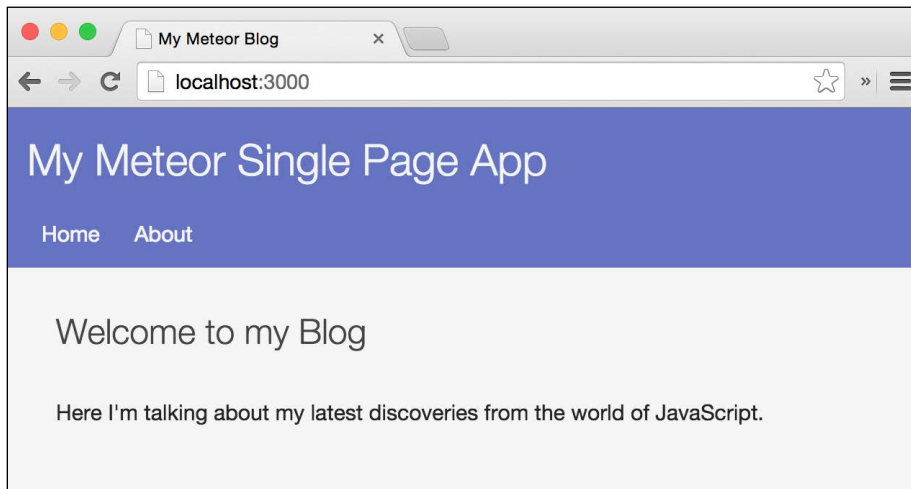 My Meteor Blog
localhost:3000
My Meteor Single Page App
Home About
Welcome to my Blog
Here I'm talking about my latest discoveries from the world of JavaScript.